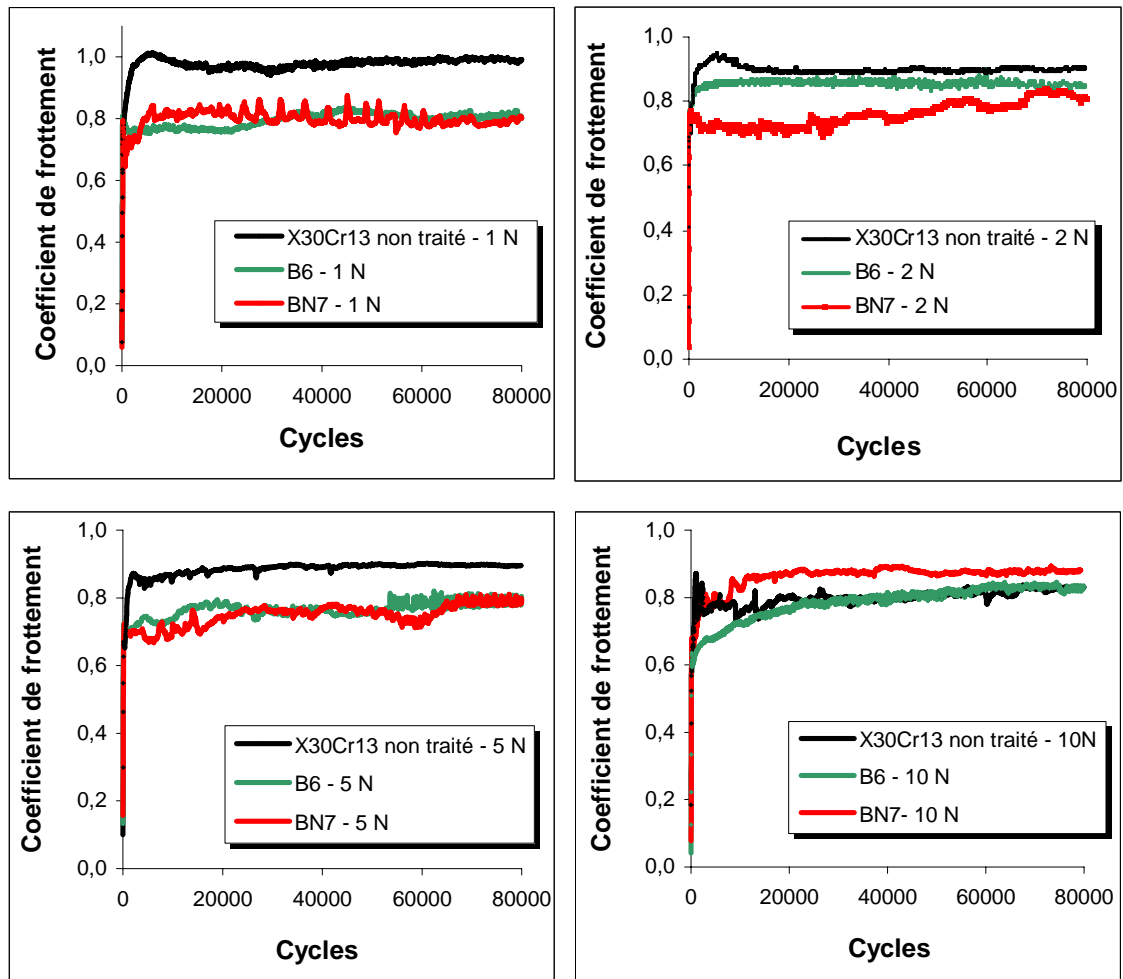 Coefficient de frottement
1,0
0,8
0,6
0,4
0,2
0,0
X30Cr13 non traité - 1 N
B6 - 1 N
BN7 - 1 N
0 20000 40000 60000 80000
Cycles
Coefficient de frottement
1,0
0,8
0,6
0,4
0,2
0,0
X30Cr13 non traité - 2 N
B6 - 2 N
BN7 - 2 N
0 20000 40000 60000 80000
Cycles
Coefficient de frottement
1,0
0,8
0,6
0,4
0,2
0,0
X30Cr13 non traité - 5 N
B6 - 5 N
BN7 - 5 N
0 20000 40000 60000 80000
Cycles
Coefficient de frottement
1,0
0,8
0,6
0,4
0,2
0,0
X30Cr13 non traité - 10N
B6 - 10 N
BN7- 10 N
0 20000 40000 60000 80000
Cycles